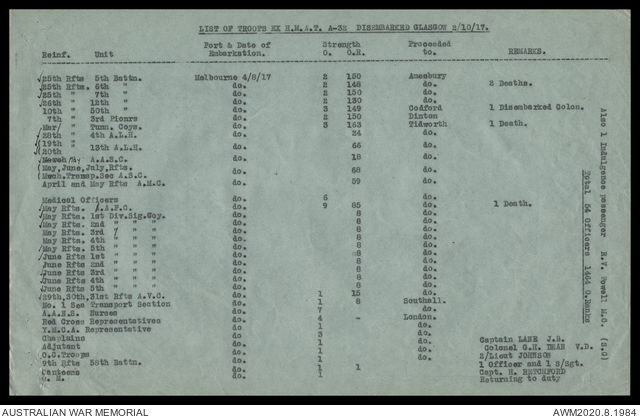 LIST OF TROOTS EX H.M.A.T. A-32 DISEMBARKED GLASGOW 2/10/17.
Port & Date of Strength Proceeded
Reinf. Unit Embarkation. O. O.R. to. REMARKS.
25th Rfts 5th Battn. Melbourne 4/8/17 2 150 Amesbury
25th Rfts. 6th " do. 2 148 do. 2 Deaths.
25th " 7th " do. 2 150 do.
26th " 12th " do. 2 130 do.
10th " 50th " do. 3 149 Codford 1 Disembarked Colon.
7th " 3rd Pionrs do. 2 150 Dinton
Mar/ " Tunn. Coys. do. 3 163 Tidworth 1 Death.
28th " 4th A.L.H. do. 24 do.
(19th "
(20th 13th A.L.H. do. 66 do.
March/ A.A.S.C. do. 18 do.
(May, June, July, Rfts.
(Mech.Transp.Sec A.S.C. do. 68 do.
April and May Rfts A.M.C. do. 59 do.
Medical Officers do. 6 do.
May Rfts. A.A.P.C. do. 9 85 do. 1 Death.
May Rfts. 1st Div.Sig.Coy. do. 8 do.
May Rfts. 2nd " " " do. 8 do.
May Rfts. 3rd " " do. 8 do.
May Rfts. 4th " " " do. 8 do.
May Rfts. 5th " " " do. 8 do.
June Rfts 1st " " " do. 8 do.
June Rfts 2nd " " " do. 8 do.
June Rfts 3rd " " " do. 8 do.
June Rfts 4th " " " do. 8 do.
June Rfts 5th " " " do. 8 do.
29th,30th,31st Rfts A.V.C. do. 1 15 do.
No. 1 Sea Transport Section do. 1 8 Southall.
A.A.N.S. Nurses do. 7 do.
Red Cross Representatives do. 4 - London.
Y.M.C.A. Representative do. 1 do.
Chaplains do. 3 do.
Adjutant do. 1 do. Captain LANE J.R.
O.C.Troops do. 1 do. Colonel G.H. DEAN V.D.
2/Lieut JOHNSON
9th Rfts 58th Battn. do. 1 1 do. 1 Officer and 1 S/Sgt.
Canteens do. 1 Capt. H. HETCHFORD
Q. M. do. 1 Returning to duty
Also 1 Indulgence passenger R.V. Powell M.C. (S.G)
Total 54 Officers 1464 O.Ranks
AUSTRALIAN WAR MEMORIAL AWM2020.8.1984